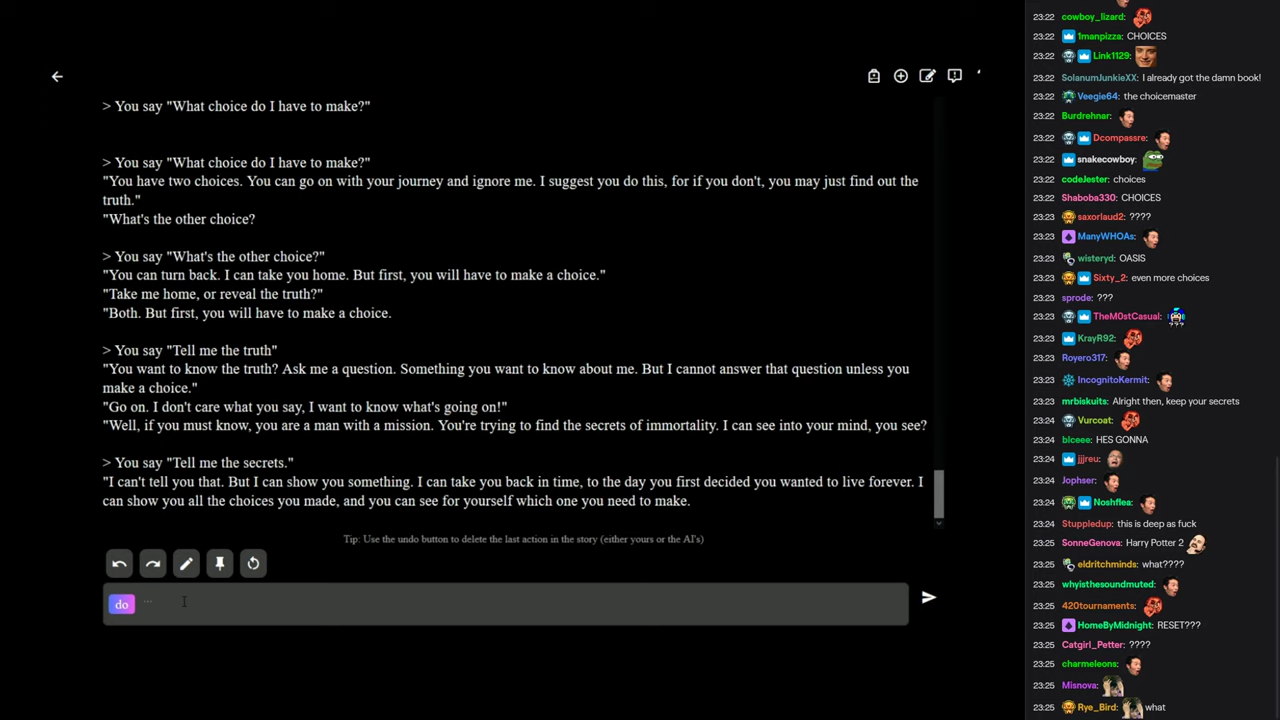 > You say "What choice do I have to make?"
> You say "What choice do I have to make?"
"You have two choices. You can go on with your journey and ignore me. I suggest you do this, for if you don't, you may just find out the
truth."
"What's the other choice?
> You say "What's the other choice?"
"You can turn back. I can take you home. But first, you will have to make a choice."
"Take me home, or reveal the truth?"
"Both. But first, you will have to make a choice.
> You say "Tell me the truth"
"You want to know the truth? Ask me a question. Something you want to know about me. But I cannot answer that question unless you
make a choice."
"Go on. I don't care what you say, I want to know what's going on!"
"Well, if you must know, you are a man with a mission. You're trying to find the secrets of immortality. I can see into your mind, you see?
> You say "Tell me the secrets."
"I can't tell you that. But I can show you something. I can take you back in time, to the day you first decided you wanted to live forever. I
can show you all the choices you made, and you can see for yourself which one you need to make.
Tip: Use the undo button to delete the last action in the story (either yours or the AI's)
do ...
23:22 cowboy_lizard:
23:22 1manpizza: CHOICES
23:22 Link1129:
23:22 SolanumJunkieXX: I already got the damn book!
23:22 Veegie64: the choicemaster
23:22 Burdrehnar:
23:22 Dcompassre:
23:22 snakecowboy:
23:22 codeJester: choices
23:22 Shaboba330: CHOICES
23:23 saxorlaud2: ????
23:23 ManyWHOAs:
23:23 wisteryd: OASIS
23:23 Sixty_2: even more choices
23:23 sprode: ???
23:23 TheM0stCasual:
23:23 KrayR92:
23:23 Royero317:
23:23 IncognitoKermit:
23:23 mrbiskuits: Alright then, keep your secrets
23:24 Vurcoat:
23:24 blceee: HES GONNA
23:24 jjjreu:
23:24 Jophser:
23:24 Noshflea:
23:24 Stuppledup: this is deep as fuck
23:25 SonneGenova: Harry Potter 2
23:25 eldritchminds: what????
23:25 whyisthesoundmuted:
23:25 420tournaments:
23:25 HomeByMidnight: RESET???
23:25 Catgirl_Petter: ????
23:25 charmeleons:
23:25 Misnova:
23:25 Rye_Bird: what